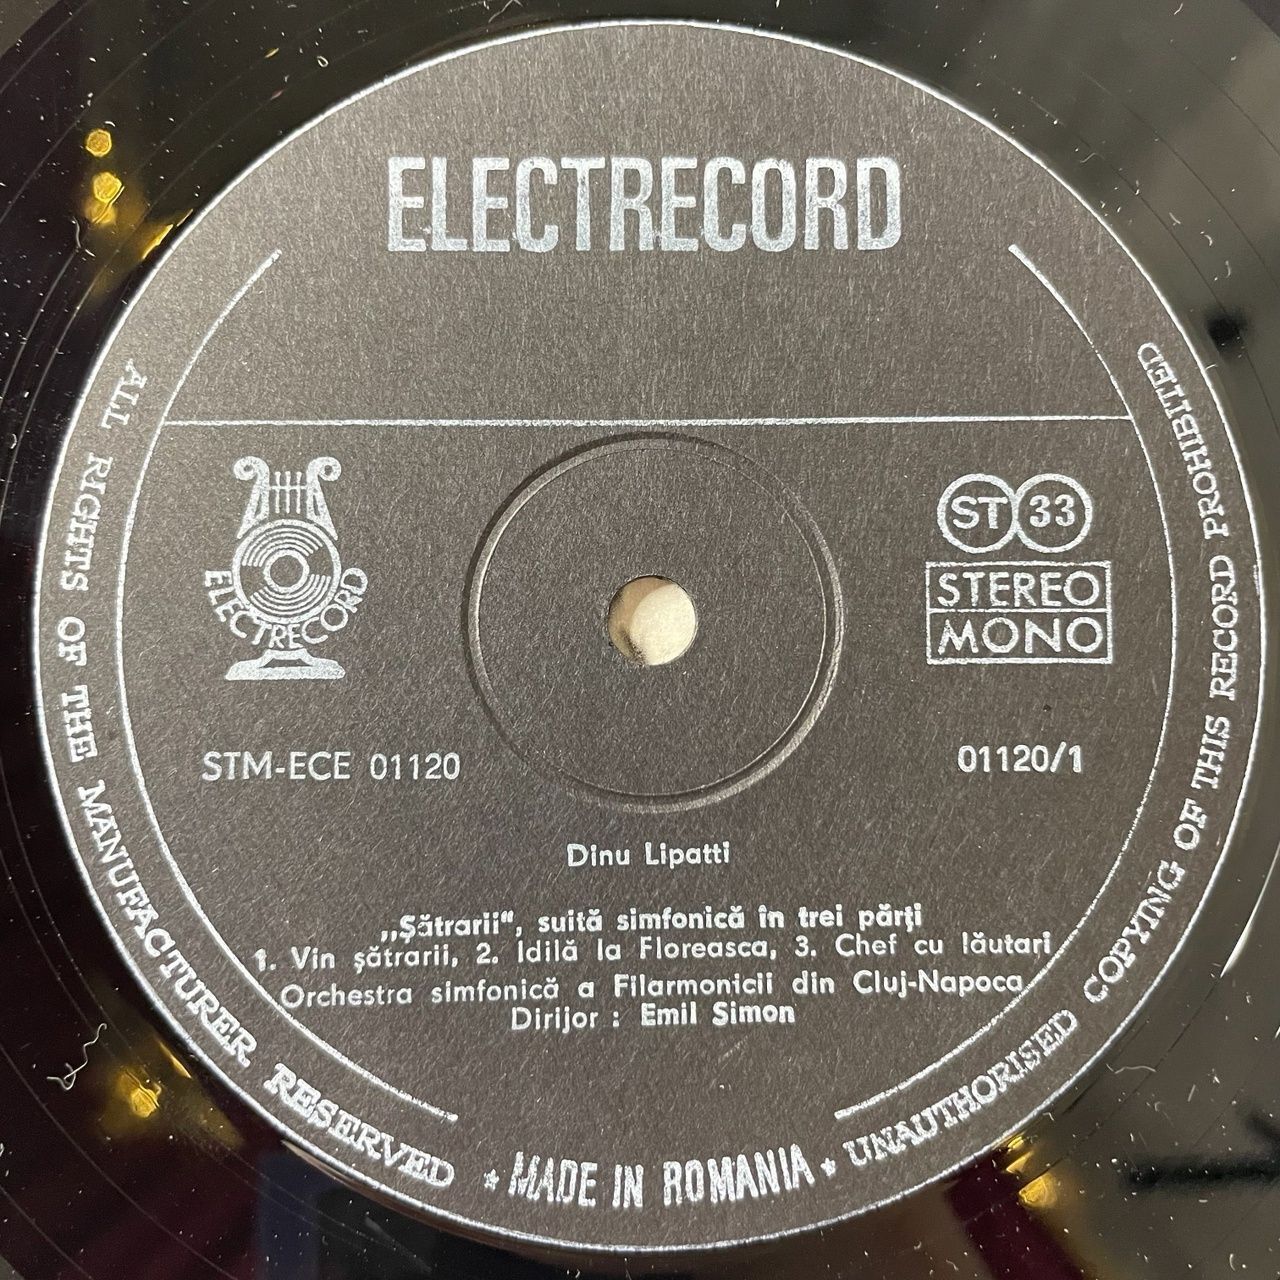 ELECTRECORD
ELECTRECORD
ST 33
STEREO
MONO
STM-ECE 01120
01120/1
Dinu Lipatti
„Şătrarii“, suită simfonică în trei părţi
1. Vin şătrarii, 2. Idilă la Floreasca, 3. Chef cu lăutari
Orchestra simfonică a Filarmonicii din Cluj-Napoca
Dirijor : Emil Simon
ALL RIGHTS OF THE MANUFACTURER RESERVED * MADE IN ROMANIA * UNAUTHORISED COPYING OF THIS RECORD PROHIBITED